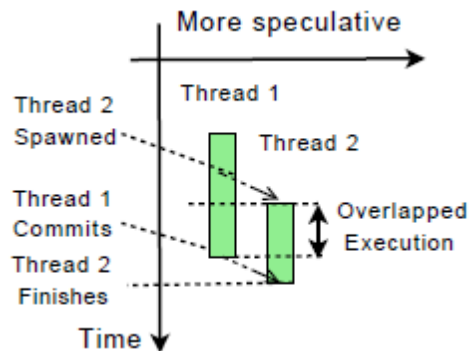 More speculative
Thread 1
Thread 2
Spawned
Thread 2
Thread 1
Commits
Overlapped
Execution
Thread 2
Finishes
Time